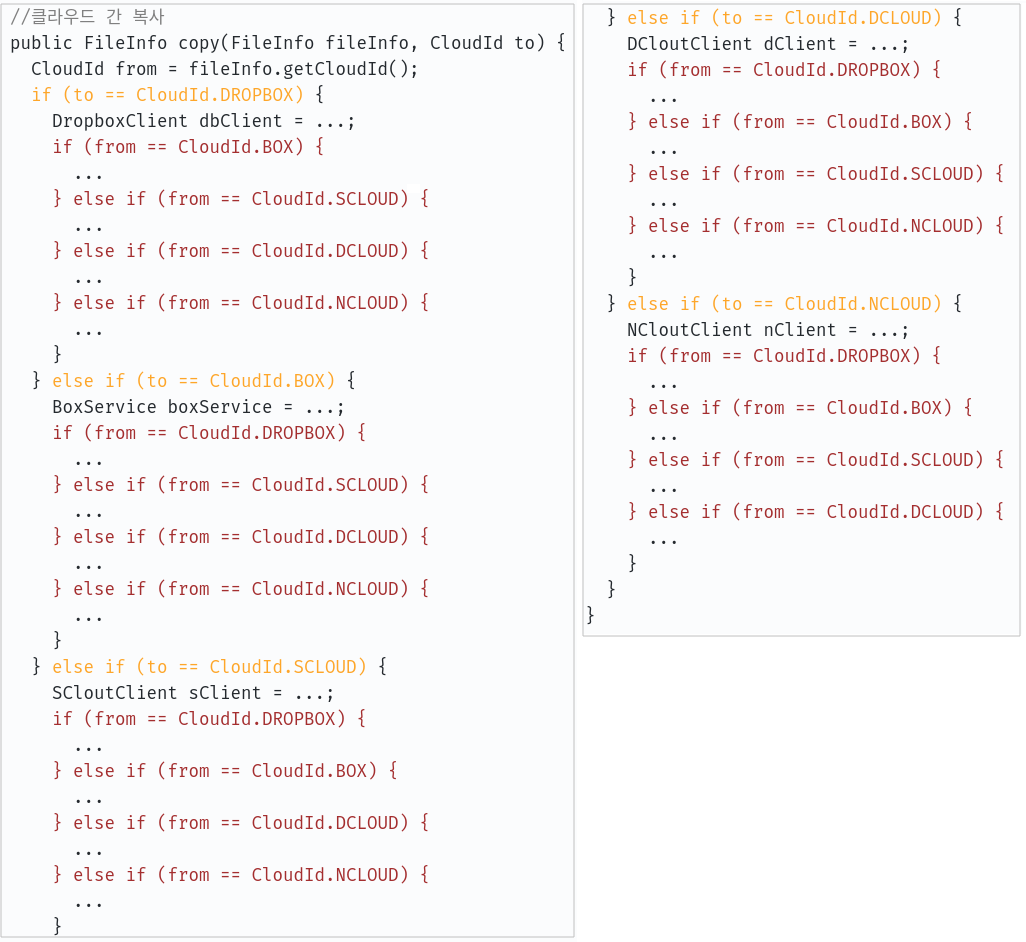 //클라우드 간 복사
public FileInfo copy(FileInfo fileInfo, CloudId to) {
  CloudId from = fileInfo.getCloudId();
  if (to == CloudId.DROPBOX) {
    DropboxClient dbClient = ...;
    if (from == CloudId.BOX) {
      ...
    } else if (from == CloudId.SCLOUD) {
      ...
    } else if (from == CloudId.DCLOUD) {
      ...
    } else if (from == CloudId.NCLOUD) {
      ...
    }
  } else if (to == CloudId.BOX) {
    BoxService boxService = ...;
    if (from == CloudId.DROPBOX) {
      ...
    } else if (from == CloudId.SCLOUD) {
      ...
    } else if (from == CloudId.DCLOUD) {
      ...
    } else if (from == CloudId.NCLOUD) {
      ...
    }
  } else if (to == CloudId.SCLOUD) {
    SCloutClient sClient = ...;
    if (from == CloudId.DROPBOX) {
      ...
    } else if (from == CloudId.BOX) {
      ...
    } else if (from == CloudId.DCLOUD) {
      ...
    } else if (from == CloudId.NCLOUD) {
      ...
    }
  } else if (to == CloudId.DCLOUD) {
    DCloutClient dClient = ...;
    if (from == CloudId.DROPBOX) {
      ...
    } else if (from == CloudId.BOX) {
      ...
    } else if (from == CloudId.SCLOUD) {
      ...
    } else if (from == CloudId.NCLOUD) {
      ...
    }
  } else if (to == CloudId.NCLOUD) {
    NCloutClient nClient = ...;
    if (from == CloudId.DROPBOX) {
      ...
    } else if (from == CloudId.BOX) {
      ...
    } else if (from == CloudId.SCLOUD) {
      ...
    } else if (from == CloudId.DCLOUD) {
      ...
    }
  }
}